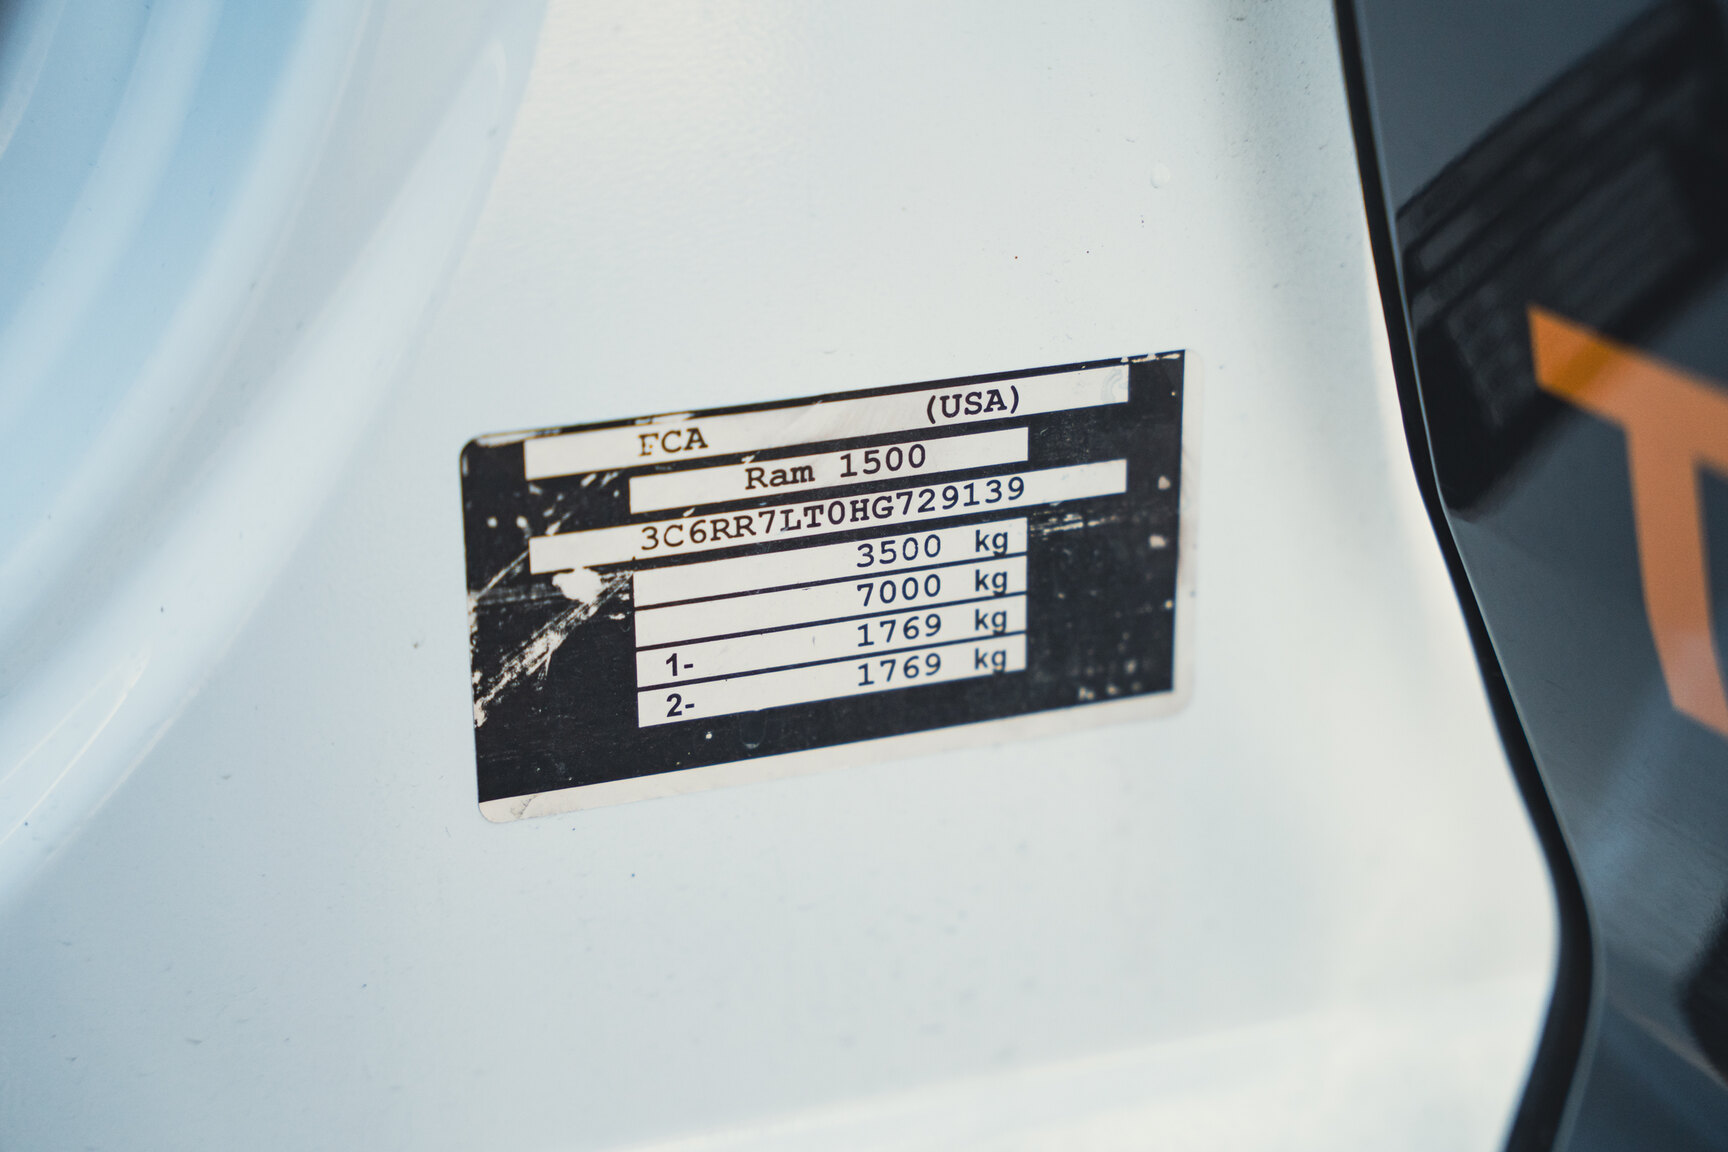 FCA (USA)
Ram 1500
3C6RR7LT0HG729139
3500 kg
7000 kg
1- 1769 kg
2- 1769 kg